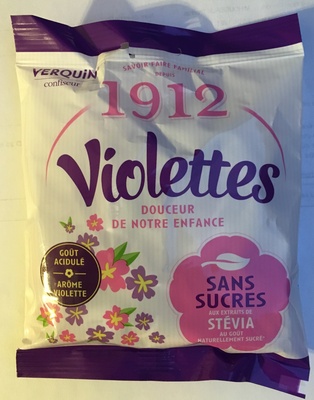 VERQUIN
confiseur
SAVOIR-FAIRE FAMILIAL
DEPUIS
1912
Violettes
DOUCEUR
DE NOTRE ENFANCE
GOÛT
ACIDULÉ
ARÔME
VIOLETTE
SANS
SUCRES
AUX EXTRAITS DE
STÉVIA
AU GOÛT
NATURELLEMENT SUCRÉ*